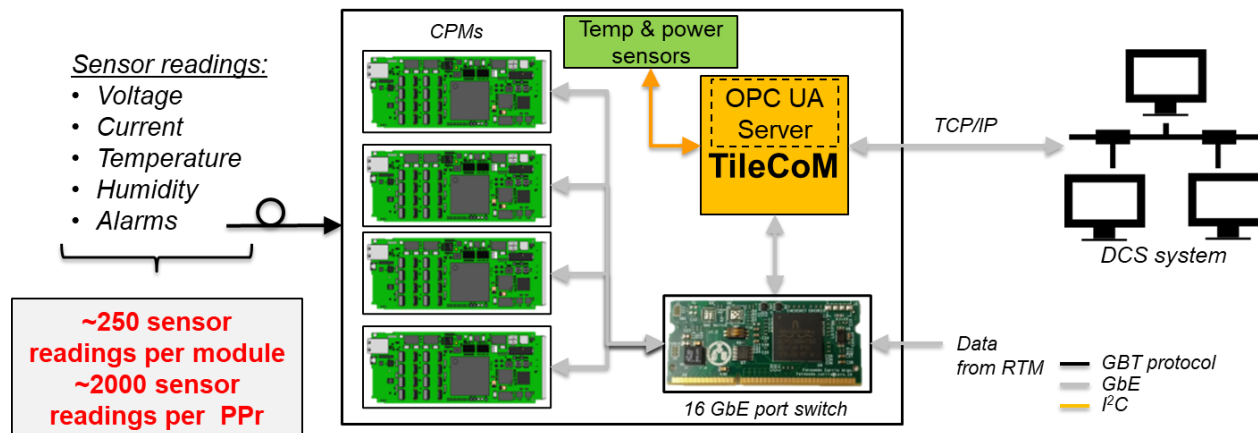 Sensor readings:
• Voltage
• Current
• Temperature
• Humidity
• Alarms
~250 sensor
readings per module
~2000 sensor
readings per PPr
CPMs
Temp & power
sensors
OPC UA
Server
TileCoM
TCP/IP
DCS system
16 GbE port switch
Data
from RTM
GBT protocol
GbE
I²C